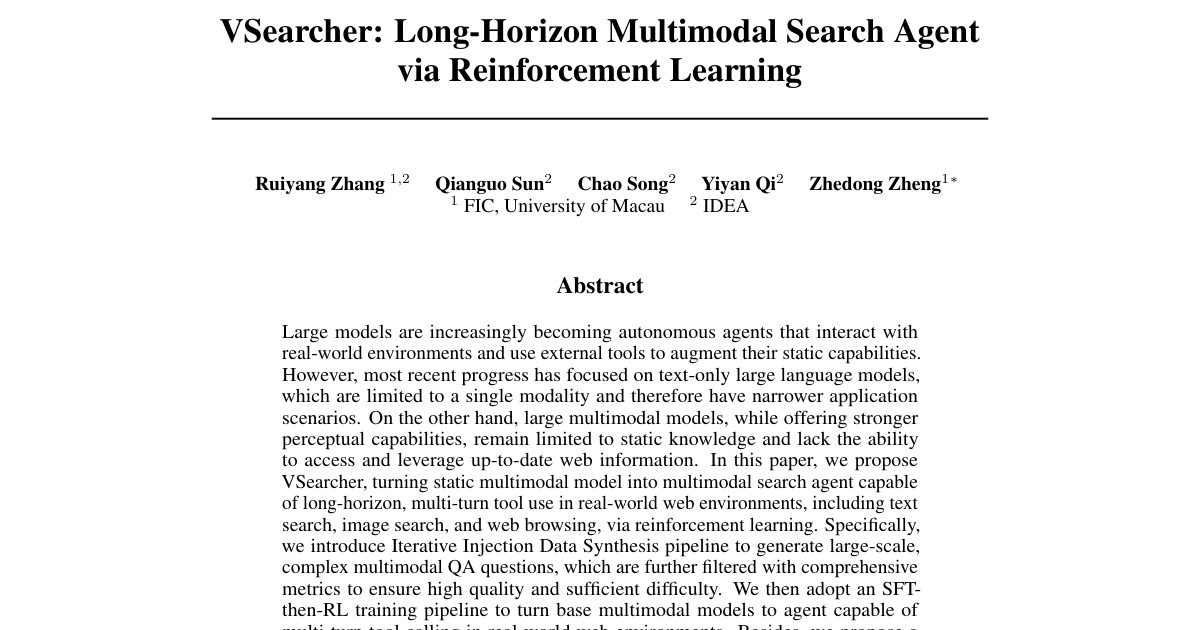 VSearcher: Long-Horizon Multimodal Search Agent
via Reinforcement Learning
Ruiyang Zhang 1,2 Qianguo Sun2 Chao Song2 Yiyan Qi2 Zhedong Zheng1*
1 FIC, University of Macau 2 IDEA
Abstract
Large models are increasingly becoming autonomous agents that interact with
real-world environments and use external tools to augment their static capabilities.
However, most recent progress has focused on text-only large language models,
which are limited to a single modality and therefore have narrower application
scenarios. On the other hand, large multimodal models, while offering stronger
perceptual capabilities, remain limited to static knowledge and lack the ability
to access and leverage up-to-date web information. In this paper, we propose
VSearcher, turning static multimodal model into multimodal search agent capable
of long-horizon, multi-turn tool use in real-world web environments, including text
search, image search, and web browsing, via reinforcement learning. Specifically,
we introduce Iterative Injection Data Synthesis pipeline to generate large-scale,
complex multimodal QA questions, which are further filtered with comprehensive
metrics to ensure high quality and sufficient difficulty. We then adopt an SFT-
then-RL training pipeline to turn base multimodal models to agent capable of